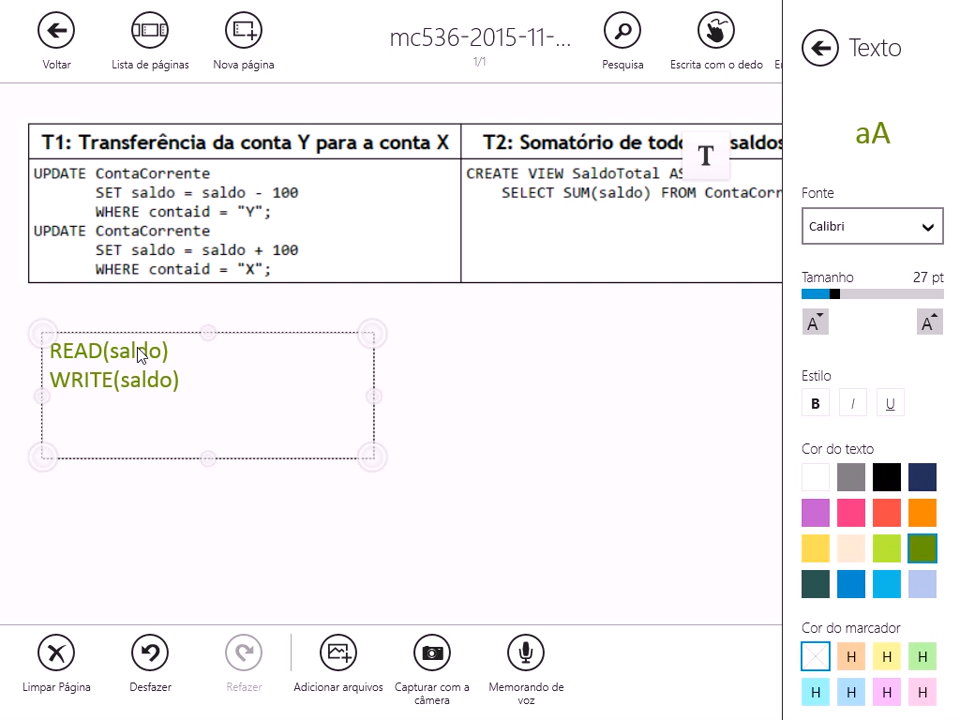 Voltar
Lista de páginas
Nova página
mc536-2015-11-...
1/1
Pesquisa
Escrita com o dedo
Texto
aA
Fonte
Calibri
Tamanho 27 pt
A A
Estilo
B I U
Cor do texto
Cor do marcador
H H H
H H H H
T1: Transferência da conta Y para a conta X
UPDATE ContaCorrente
SET saldo = saldo - 100
WHERE contaid = "Y";
UPDATE ContaCorrente
SET saldo = saldo + 100
WHERE contaid = "X";
T2: Somatório de saldos
T
CREATE VIEW SaldoTotal AS
SELECT SUM(saldo) FROM ContaCorr
READ(saldo)
WRITE(saldo)
Limpar Página
Desfazer
Refazer
Adicionar arquivos
Capturar com a
câmera
Memorando de
voz